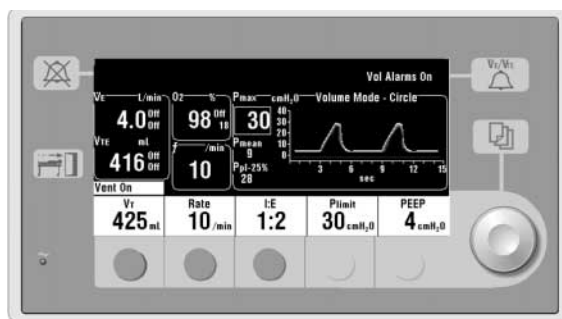 Vol Alarms On
V̇E/VTE
V̇E L/min
4.0 Off Off
O2 %
98 Off 18
Pmax cmH2O
30
Volume Mode - Circle
40
30
20
10
0
3 6 9 12 15
sec
VTE ml
416 Off Off
f /min
10
Pmean
9
Ppl-25%
28
Vent On
VT
425 mL
Rate
10 /min
I:E
1:2
Plimit
30 cmH2O
PEEP
4 cmH2O